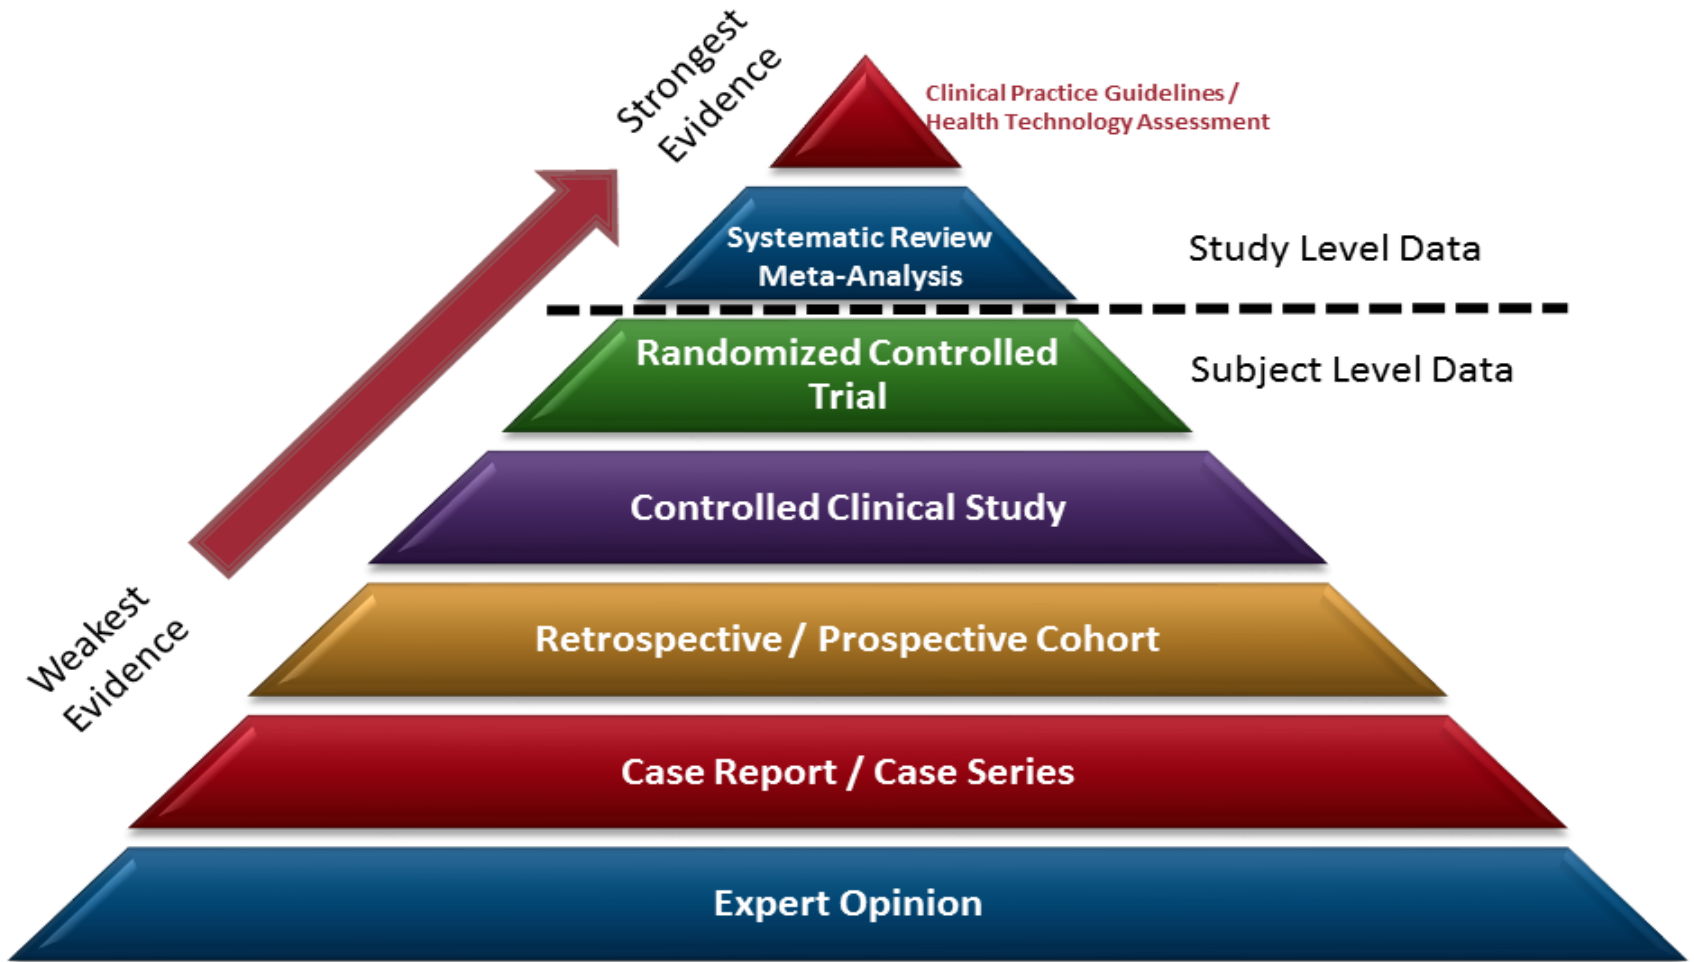 Strongest
Evidence
Clinical Practice Guidelines /
Health Technology Assessment
Systematic Review
Meta-Analysis
Study Level Data
Randomized Controlled
Trial
Subject Level Data
Controlled Clinical Study
Weakest
Evidence
Retrospective / Prospective Cohort
Case Report / Case Series
Expert Opinion